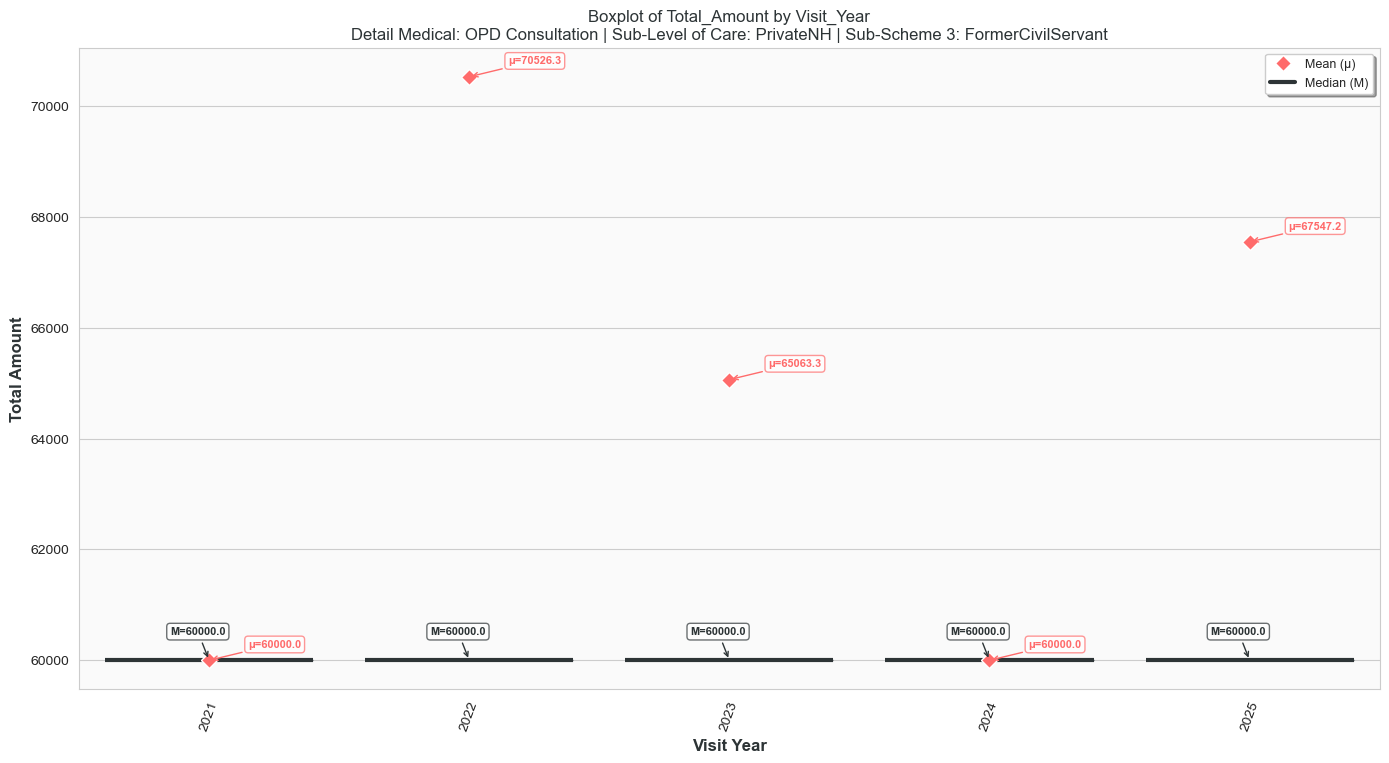 Boxplot of Total_Amount by Visit_Year
Detail Medical: OPD Consultation | Sub-Level of Care: PrivateNH | Sub-Scheme 3: FormerCivilServant
μ=70526.3
Mean (μ)
Median (M)
70000
68000
μ=67547.2
66000
μ=65063.3
Total Amount
64000
62000
M=60000.0
M=60000.0
M=60000.0
M=60000.0
M=60000.0
μ=60000.0
μ=60000.0
60000
2021
2022
2023
2024
2025
Visit Year